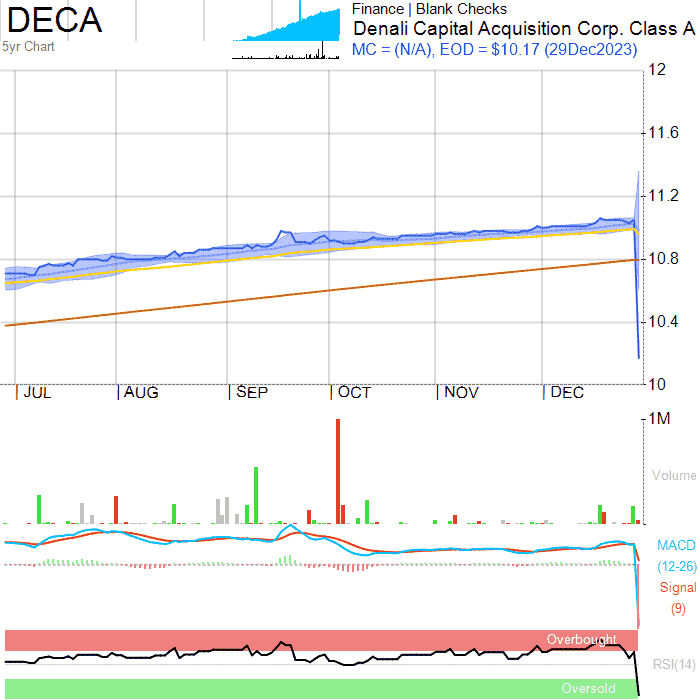 DECA
5yr Chart
Finance | Blank Checks
Denali Capital Acquisition Corp. Class A
MC = (N/A), EOD = $10.17 (29Dec2023)
12
11.6
11.2
10.8
10.4
10
JUL AUG SEP OCT NOV DEC
1M
Volume
MACD
(12-26)
Signal
(9)
Overbought
RSI(14)
Oversold